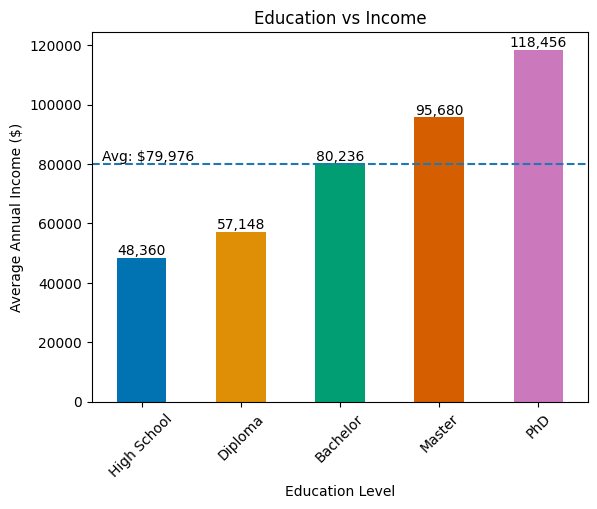 Education vs Income
Average Annual Income ($)
120000
100000
80000
60000
40000
20000
0
Avg: $79,976
48,360
57,148
80,236
95,680
118,456
High School
Diploma
Bachelor
Master
PhD
Education Level